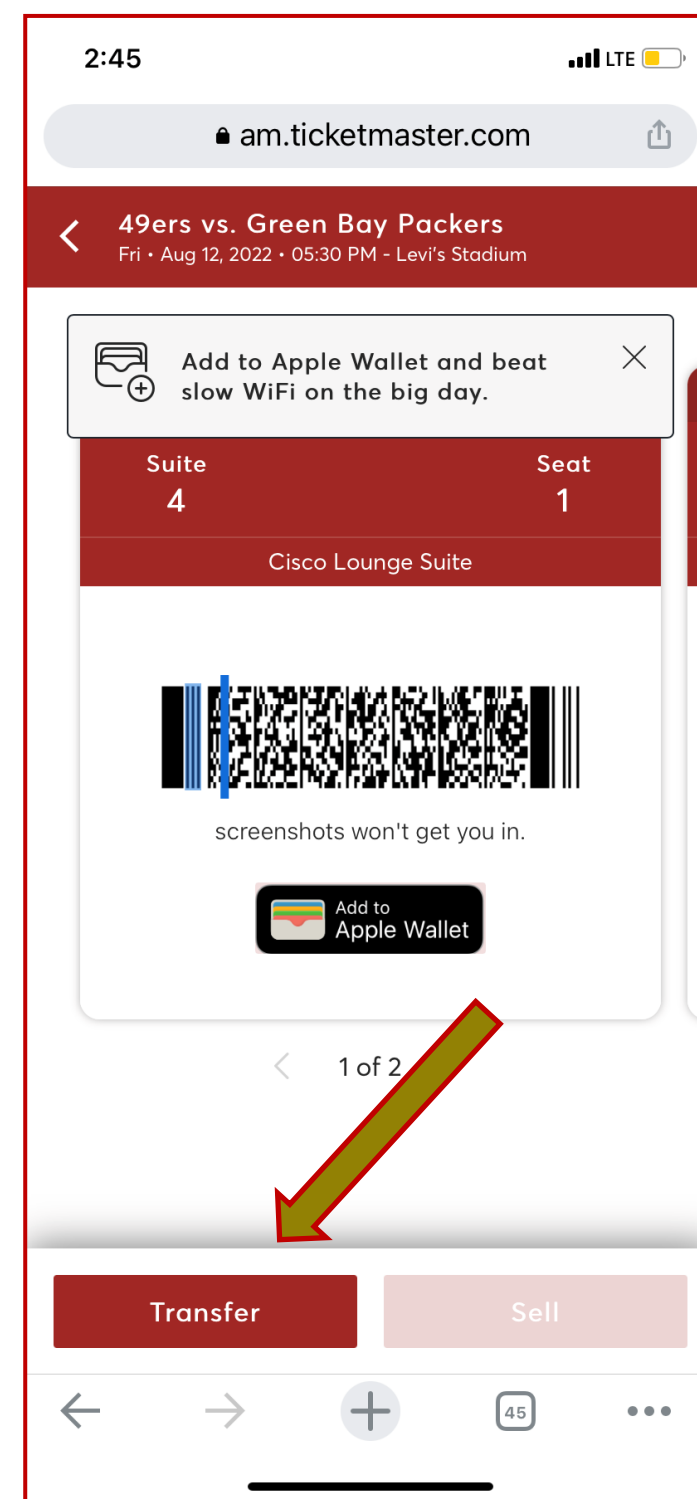 2:45 LTE
am.ticketmaster.com
49ers vs. Green Bay Packers
Fri • Aug 12, 2022 • 05:30 PM - Levi's Stadium
Add to Apple Wallet and beat
slow WiFi on the big day.
Suite Seat
4 1
Cisco Lounge Suite
screenshots won't get you in.
Add to
Apple Wallet
1 of 2
Transfer Sell
45